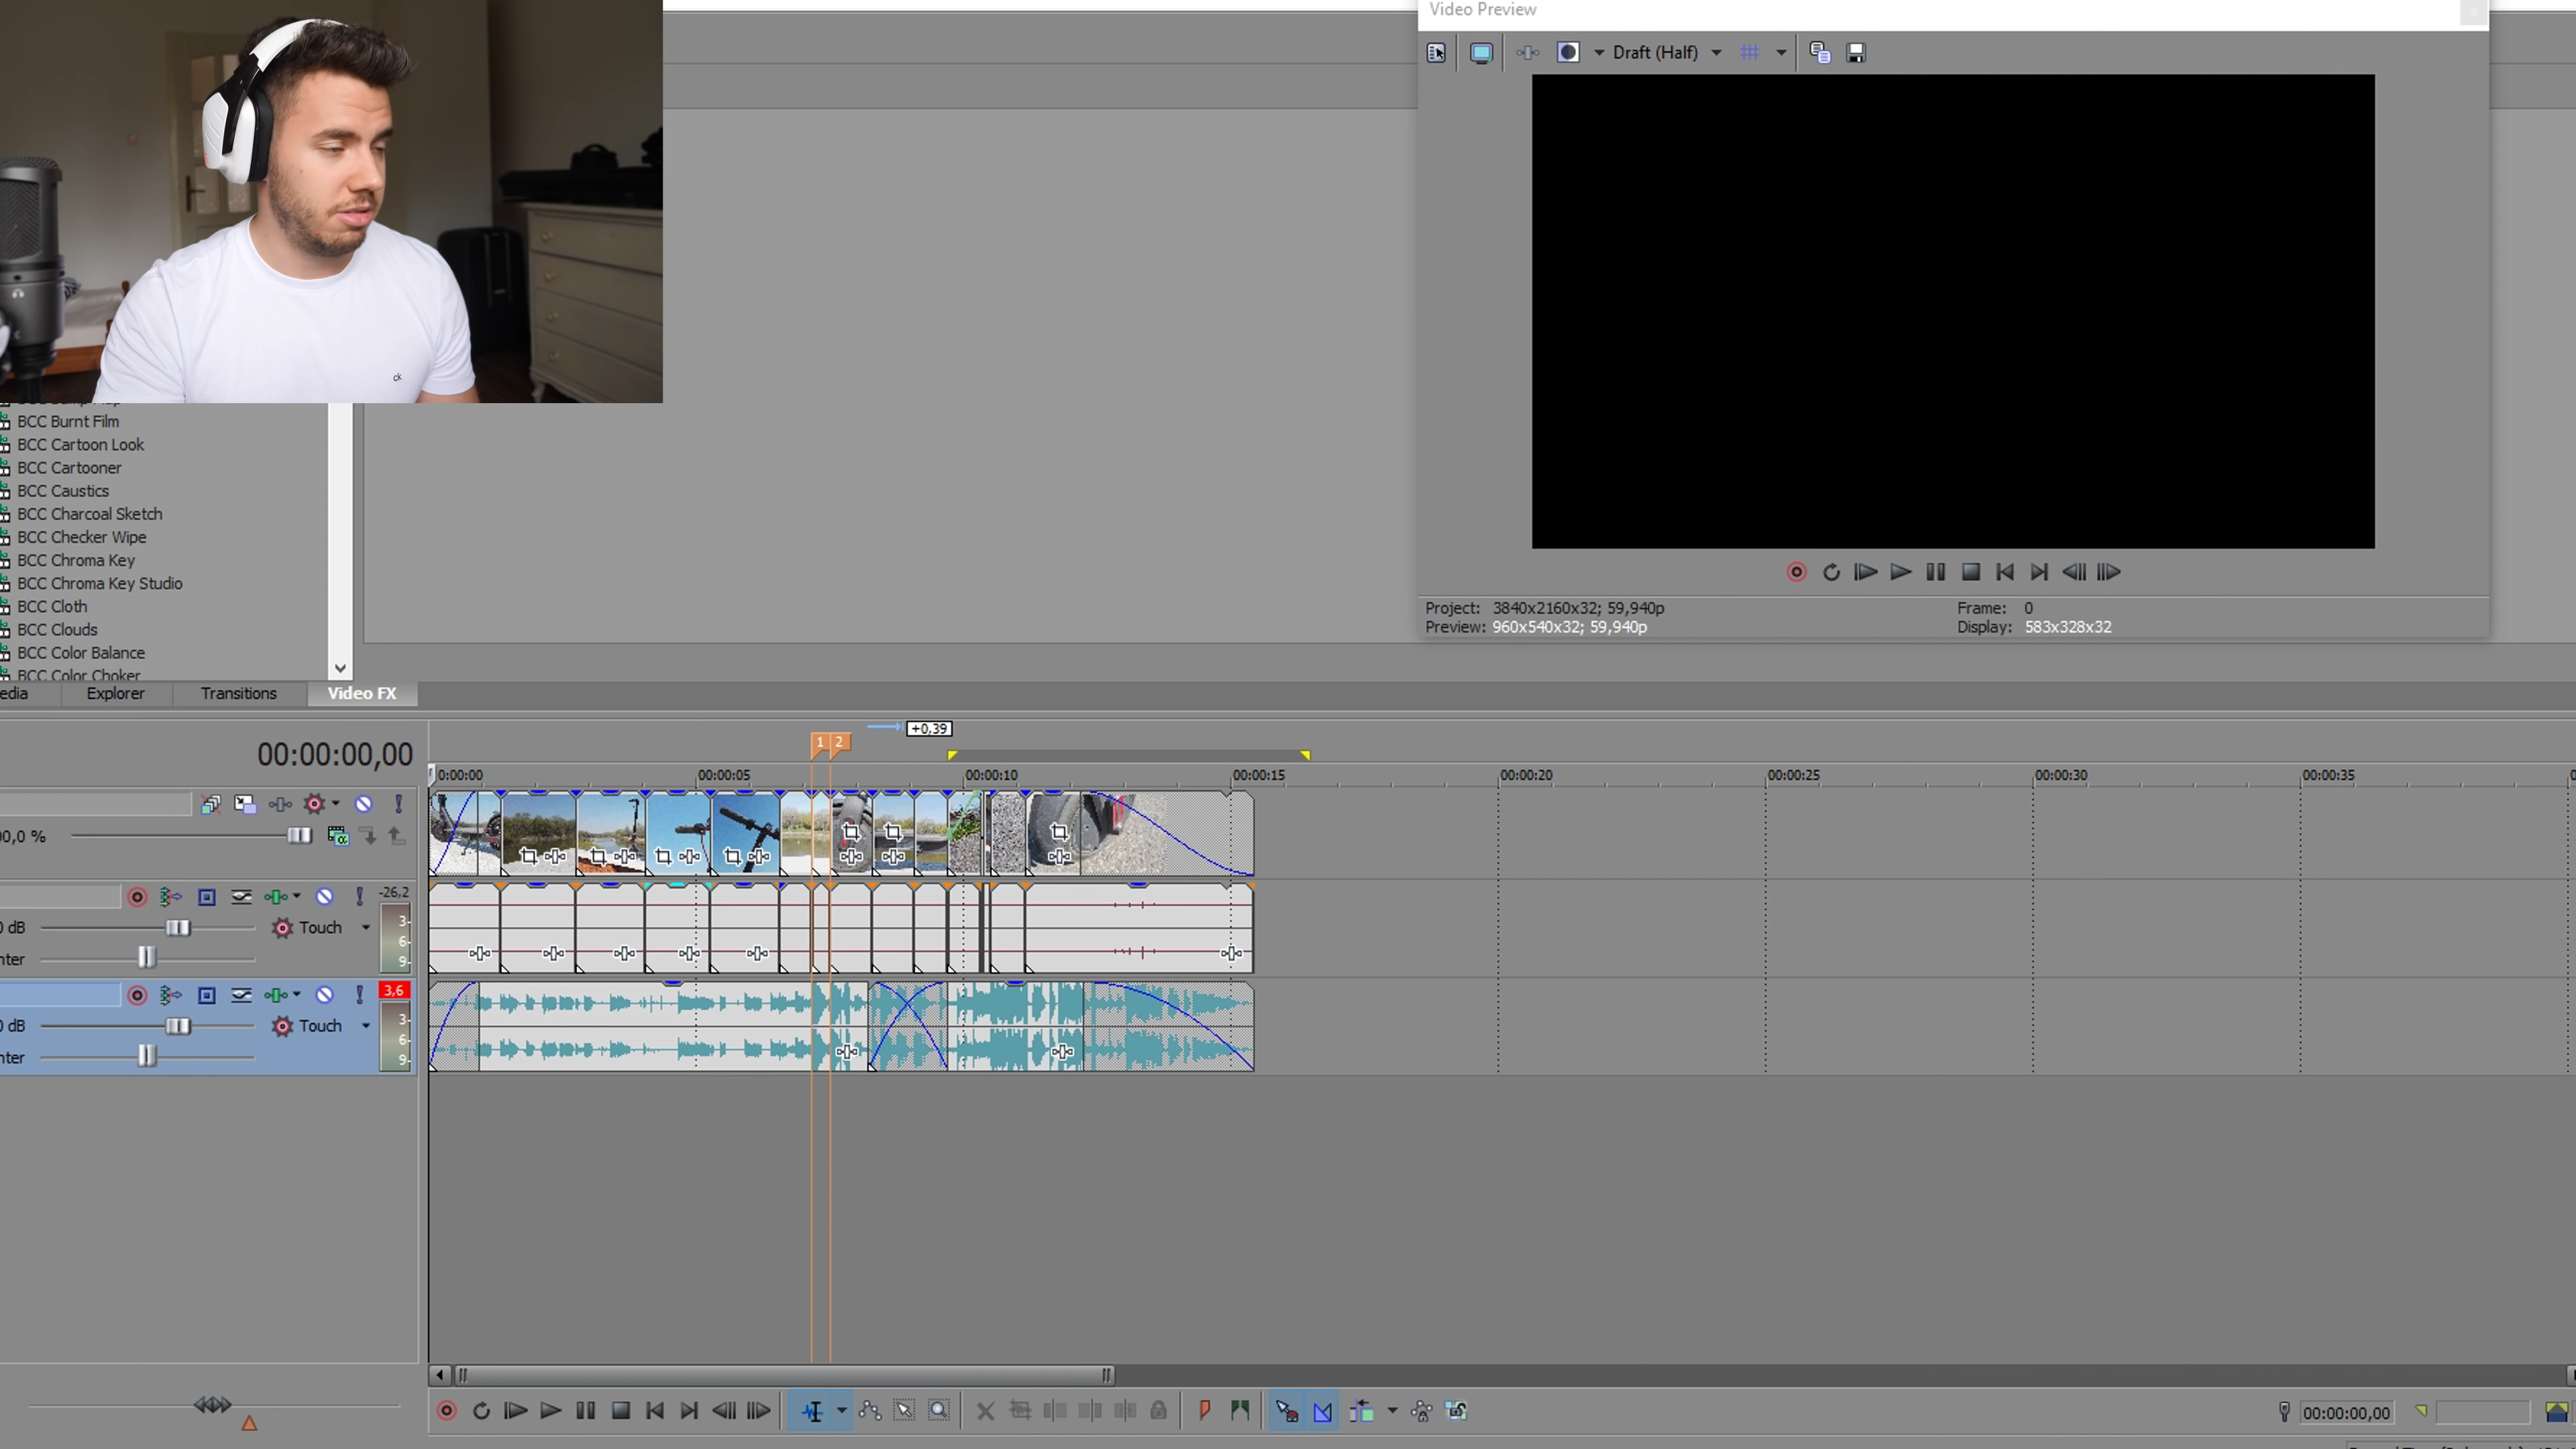 Video Preview
Draft (Half)
ck
BCC Burnt Film
BCC Cartoon Look
BCC Cartooner
BCC Caustics
BCC Charcoal Sketch
BCC Checker Wipe
BCC Chroma Key
BCC Chroma Key Studio
BCC Cloth
BCC Clouds
BCC Color Balance
BCC Color Choker
Project: 3840x2160x32; 59,940p
Frame: 0
Preview: 960x540x32; 59,940p
Display: 583x328x32
edia Explorer Transitions Video FX
+0,39
1 2
00:00:00,00
0:00:00 00:00:05 00:00:10 00:00:15 00:00:20 00:00:25 00:00:30 00:00:35
00,0 %
-26,2
3-
0 dB Touch
6-
nter
9-
3,6
3-
0 dB Touch
6-
nter
9-
00:00:00,00